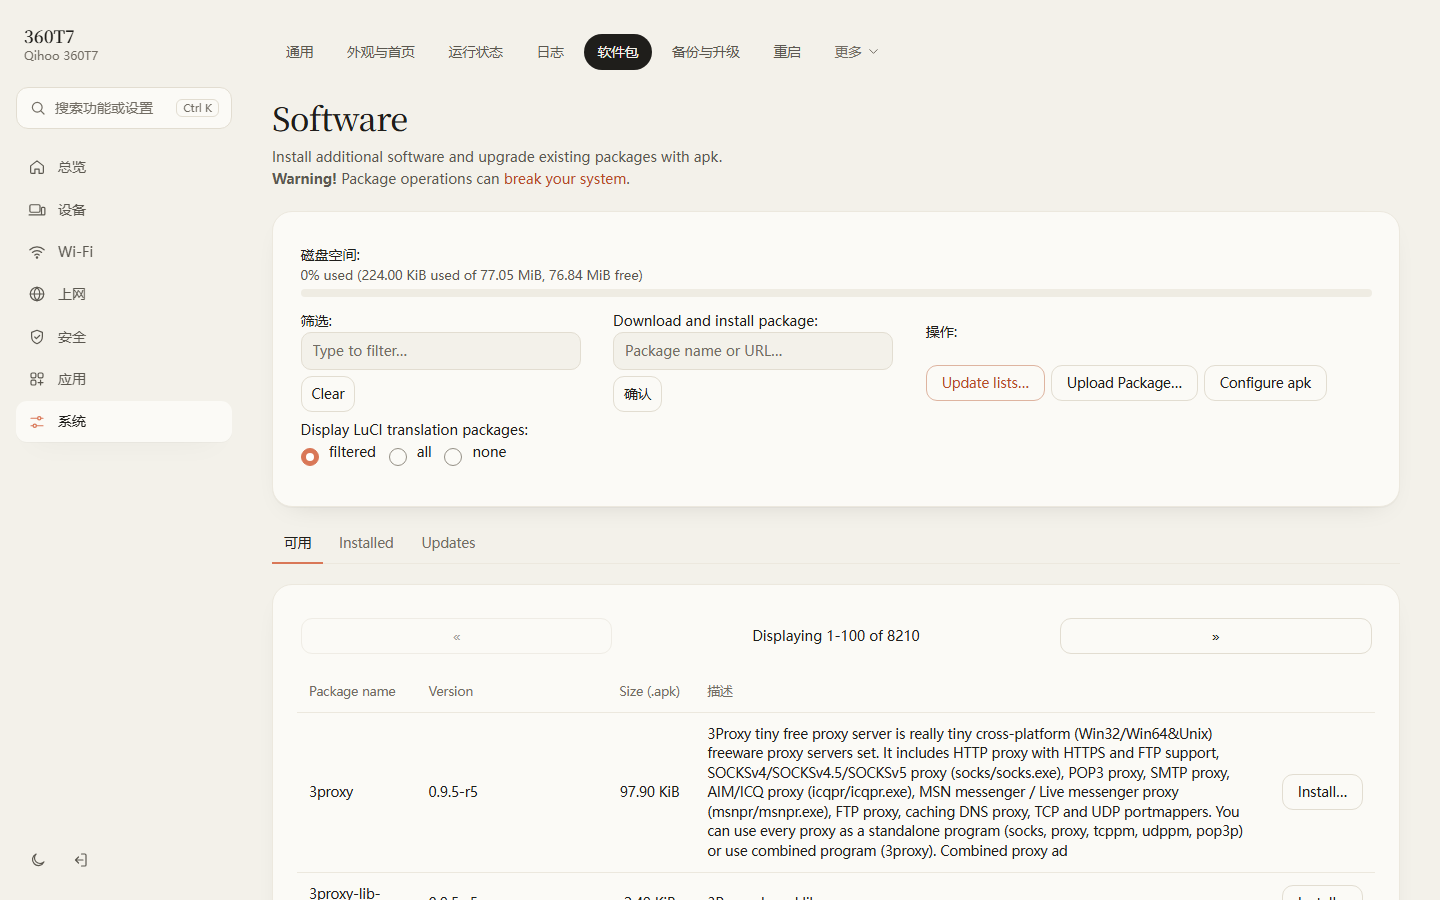 360T7
Qihoo 360T7
搜索功能或设置 Ctrl K
总览
设备
Wi-Fi
上网
安全
应用
系统
通用 外观与首页 运行状态 日志 软件包 备份与升级 重启 更多
Software
Install additional software and upgrade existing packages with apk.
Warning! Package operations can break your system.
磁盘空间:
0% used (224.00 KiB used of 77.05 MiB, 76.84 MiB free)
筛选:
Type to filter...
Clear
Download and install package:
Package name or URL...
确认
操作:
Update lists... Upload Package... Configure apk
Display LuCI translation packages:
filtered all none
可用 Installed Updates
« Displaying 1-100 of 8210 »
Package name Version Size (.apk) 描述
3proxy 0.9.5-r5 97.90 KiB
3Proxy tiny free proxy server is really tiny cross-platform (Win32/Win64&Unix)
freeware proxy servers set. It includes HTTP proxy with HTTPS and FTP support,
SOCKSv4/SOCKSv4.5/SOCKSv5 proxy (socks/socks.exe), POP3 proxy, SMTP proxy,
AIM/ICQ proxy (icqpr/icqpr.exe), MSN messenger / Live messenger proxy
(msnpr/msnpr.exe), FTP proxy, caching DNS proxy, TCP and UDP portmappers. You
can use every proxy as a standalone program (socks, proxy, tcppm, udppm, pop3p)
or use combined program (3proxy). Combined proxy ad
Install...
3proxy-lib-